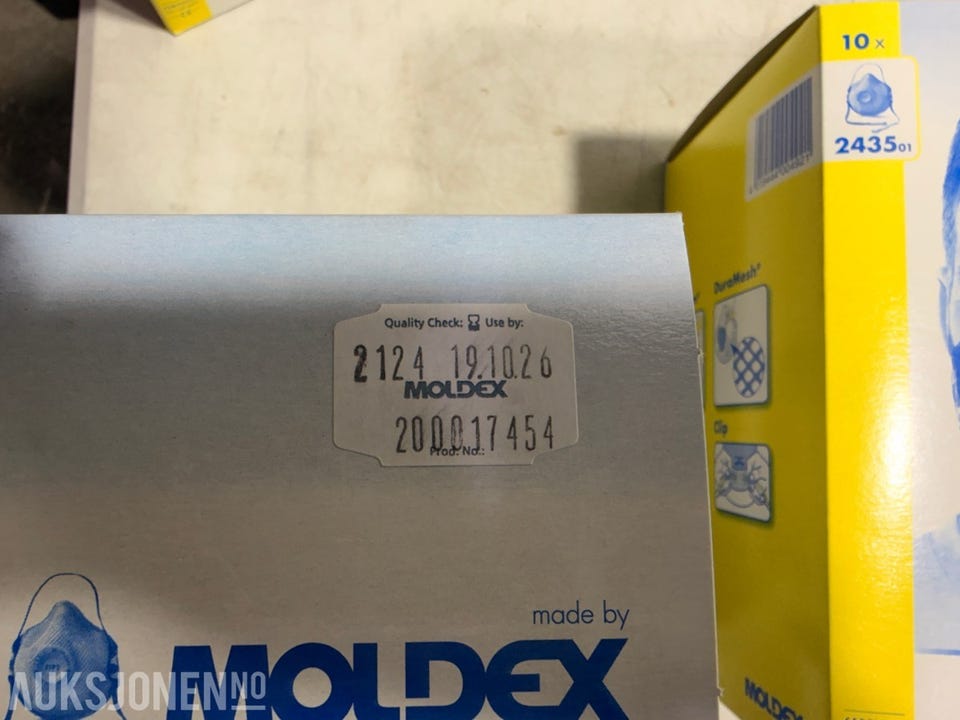 10 x
2435 01
DuraMesh®
Clip
Quality Check: Use by:
2124 19.10.26
MOLDEX
200017454
Prod. No.:
made by
MOLDEX
MOLDEX
AUKSJONEN.NO